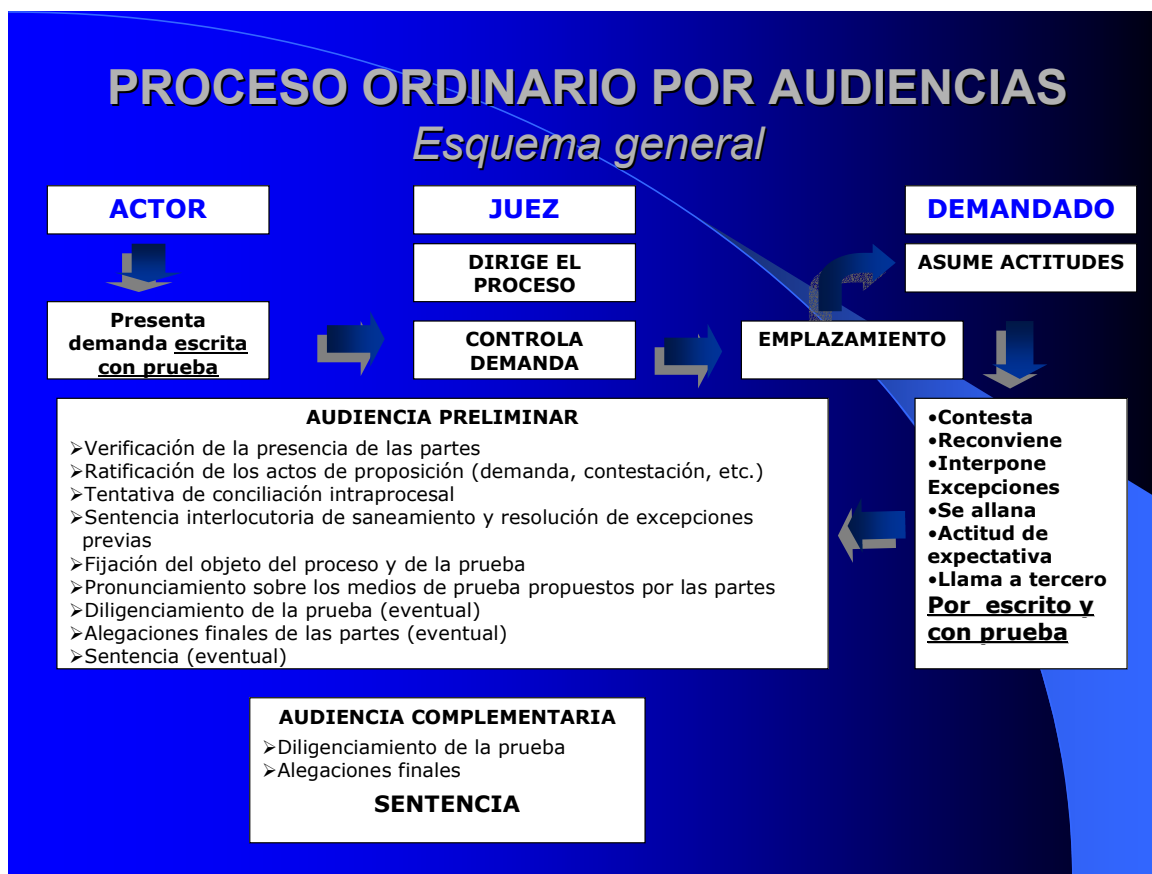 PROCESO ORDINARIO POR AUDIENCIAS
Esquema general
ACTOR
JUEZ
DEMANDADO
DIRIGE EL
PROCESO
ASUME ACTITUDES
Presenta
demanda escrita
con prueba
CONTROLA
DEMANDA
EMPLAZAMIENTO
AUDIENCIA PRELIMINAR
➢Verificación de la presencia de las partes
➢Ratificación de los actos de proposición (demanda, contestación, etc.)
➢Tentativa de conciliación intraprocesal
➢Sentencia interlocutoria de saneamiento y resolución de excepciones
previas
➢Fijación del objeto del proceso y de la prueba
➢Pronunciamiento sobre los medios de prueba propuestos por las partes
➢Diligenciamiento de la prueba (eventual)
➢Alegaciones finales de las partes (eventual)
➢Sentencia (eventual)
•Contesta
•Reconviene
•Interpone
Excepciones
•Se allana
•Actitud de
expectativa
•Llama a tercero
Por escrito y
con prueba
AUDIENCIA COMPLEMENTARIA
➢Diligenciamiento de la prueba
➢Alegaciones finales
SENTENCIA